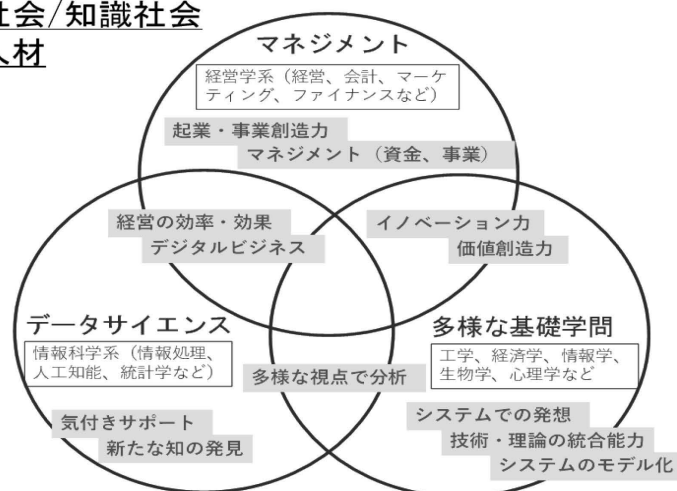 社会/知識社会
人材
マネジメント
経営学系（経営、会計、マーケ
ティング、ファイナンスなど）
起業・事業創造力
マネジメント（資金、事業）
経営の効率・効果
デジタルビジネス
イノベーション力
価値創造力
データサイエンス
情報科学系（情報処理、
人工知能、統計学など）
多様な基礎学問
工学、経済学、情報学、
生物学、心理学など
多様な視点で分析
気付きサポート
新たな知の発見
システムでの発想
技術・理論の統合能力
システムのモデル化